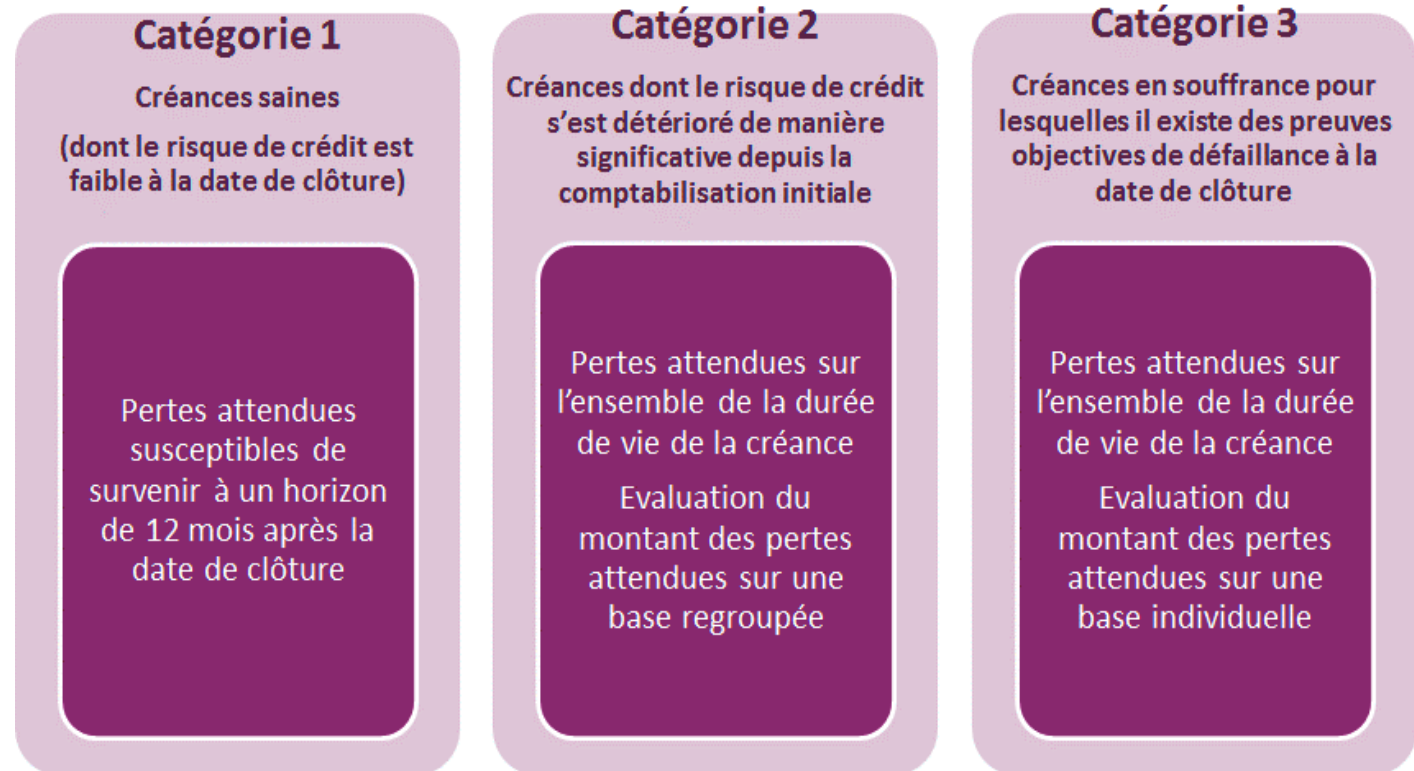 Catégorie 1
Créances saines
(dont le risque de crédit est
faible à la date de clôture)
Pertes attendues
susceptibles de
survenir à un horizon
de 12 mois après la
date de clôture
Catégorie 2
Créances dont le risque de crédit
s'est détérioré de manière
significative depuis la
comptabilisation initiale
Pertes attendues sur
l'ensemble de la durée
de vie de la créance
Evaluation du
montant des pertes
attendues sur une
base regroupée
Catégorie 3
Créances en souffrance pour
lesquelles il existe des preuves
objectives de défaillance à la
date de clôture
Pertes attendues sur
l'ensemble de la durée
de vie de la créance
Evaluation du
montant des pertes
attendues sur une
base individuelle